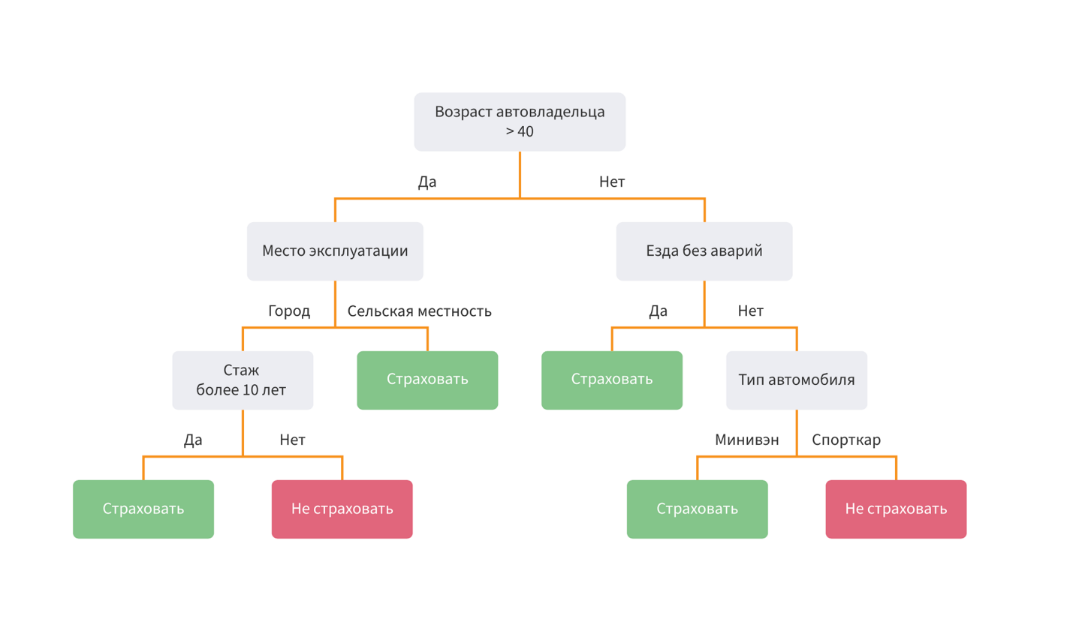 Возраст автовладельца
> 40
Да
Нет
Место эксплуатации
Езда без аварий
Город
Сельская местность
Да
Нет
Стаж
более 10 лет
Страховать
Страховать
Тип автомобиля
Да
Нет
Минивэн
Спорткар
Страховать
Не страховать
Страховать
Не страховать